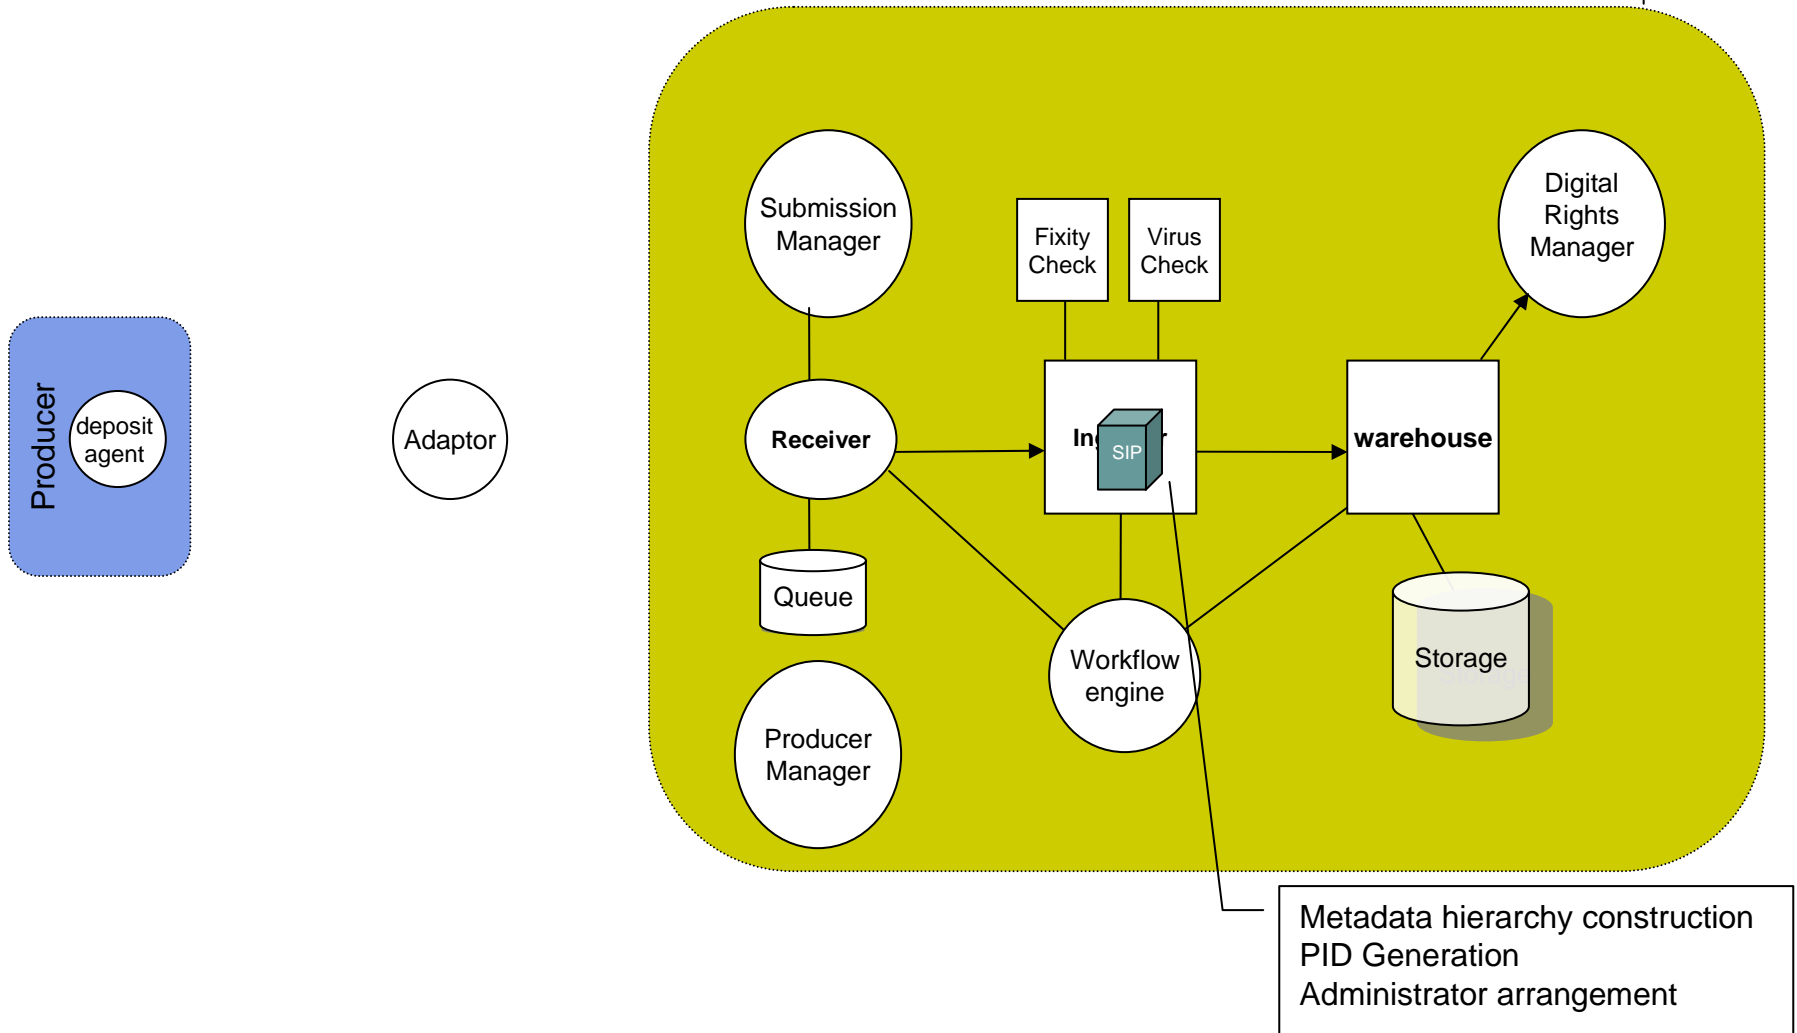 Producer
deposit
agent
Adaptor
Submission
Manager
Receiver
Queue
Producer
Manager
Fixity
Check
Virus
Check
SIP
Workflow
engine
warehouse
Digital
Rights
Manager
Storage
Metadata hierarchy construction
PID Generation
Administrator arrangement